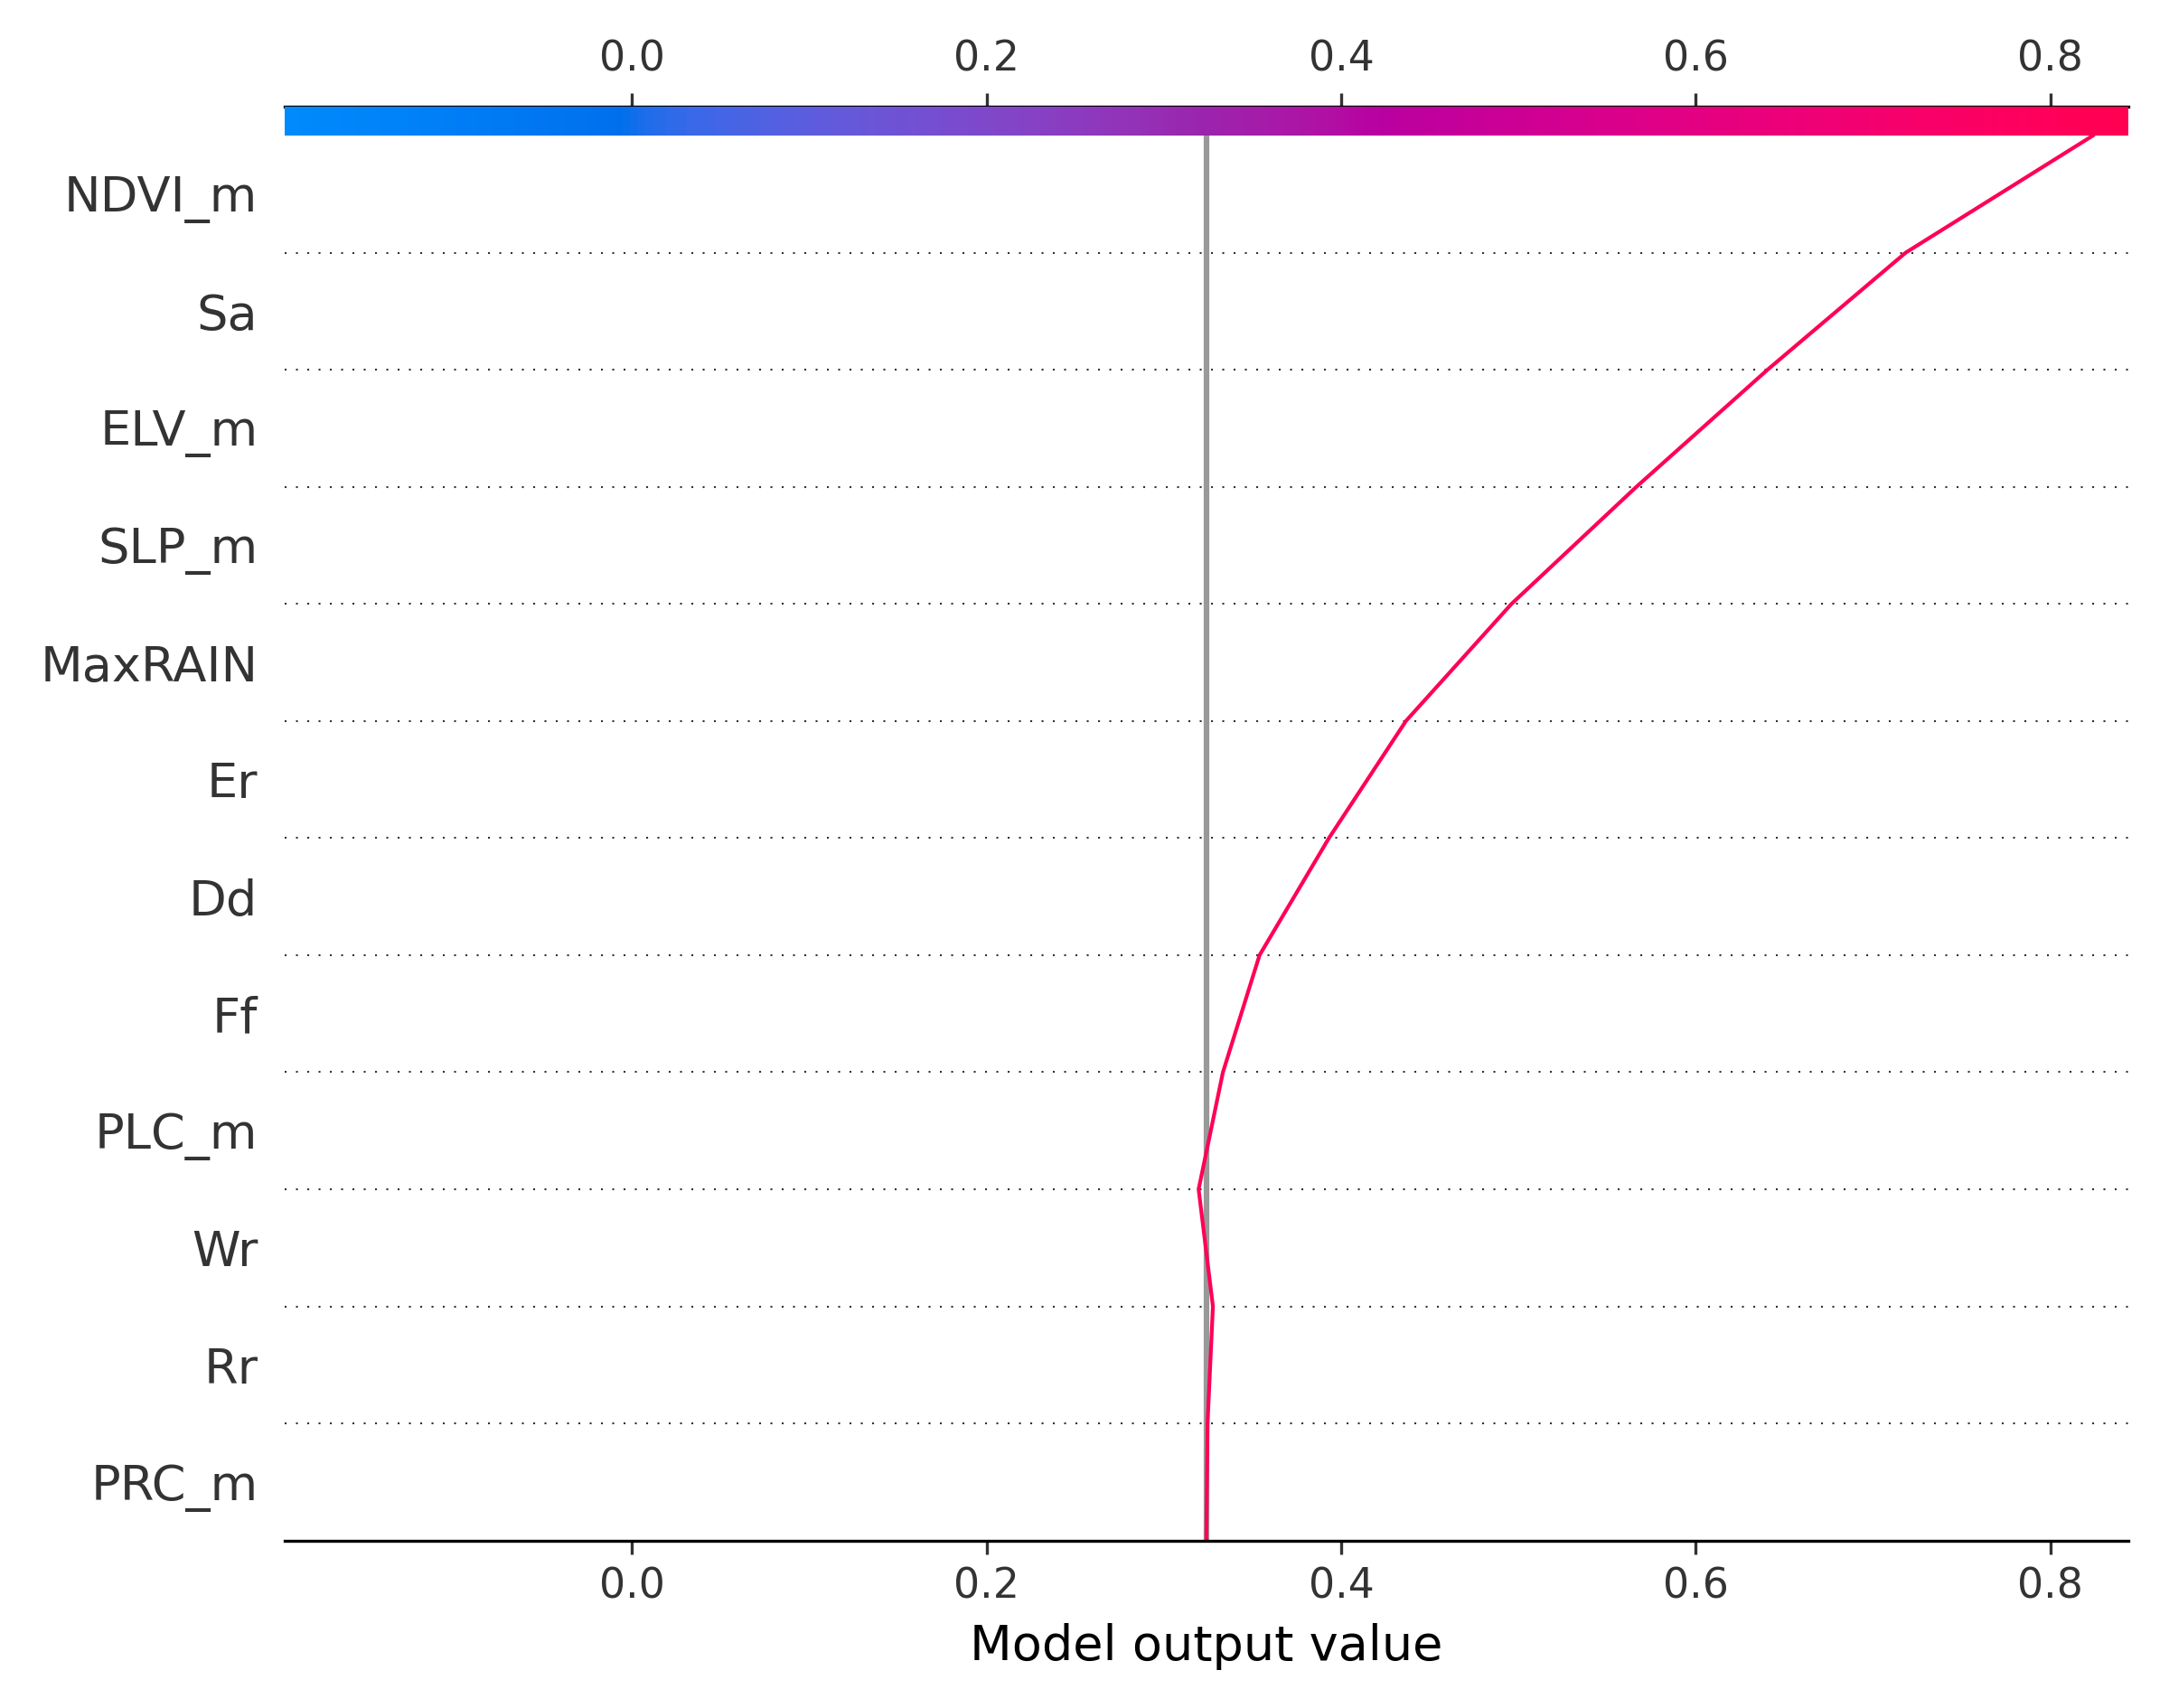 0.0 0.2 0.4 0.6 0.8
NDVI_m
Sa
ELV_m
SLP_m
MaxRAIN
Er
Dd
Ff
PLC_m
Wr
Rr
PRC_m
0.0 0.2 0.4 0.6 0.8
Model output value